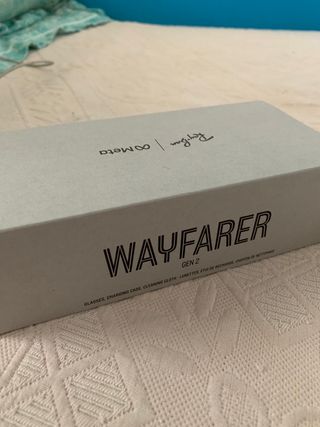 Ray-Ban | Meta
WAYFARER
GEN 2
GLASSES, CHARGING CASE, CLEANING CLOTH. LUNETTES, ÉTUI DE RECHARGE, CHIFFON DE NETTOYAGE